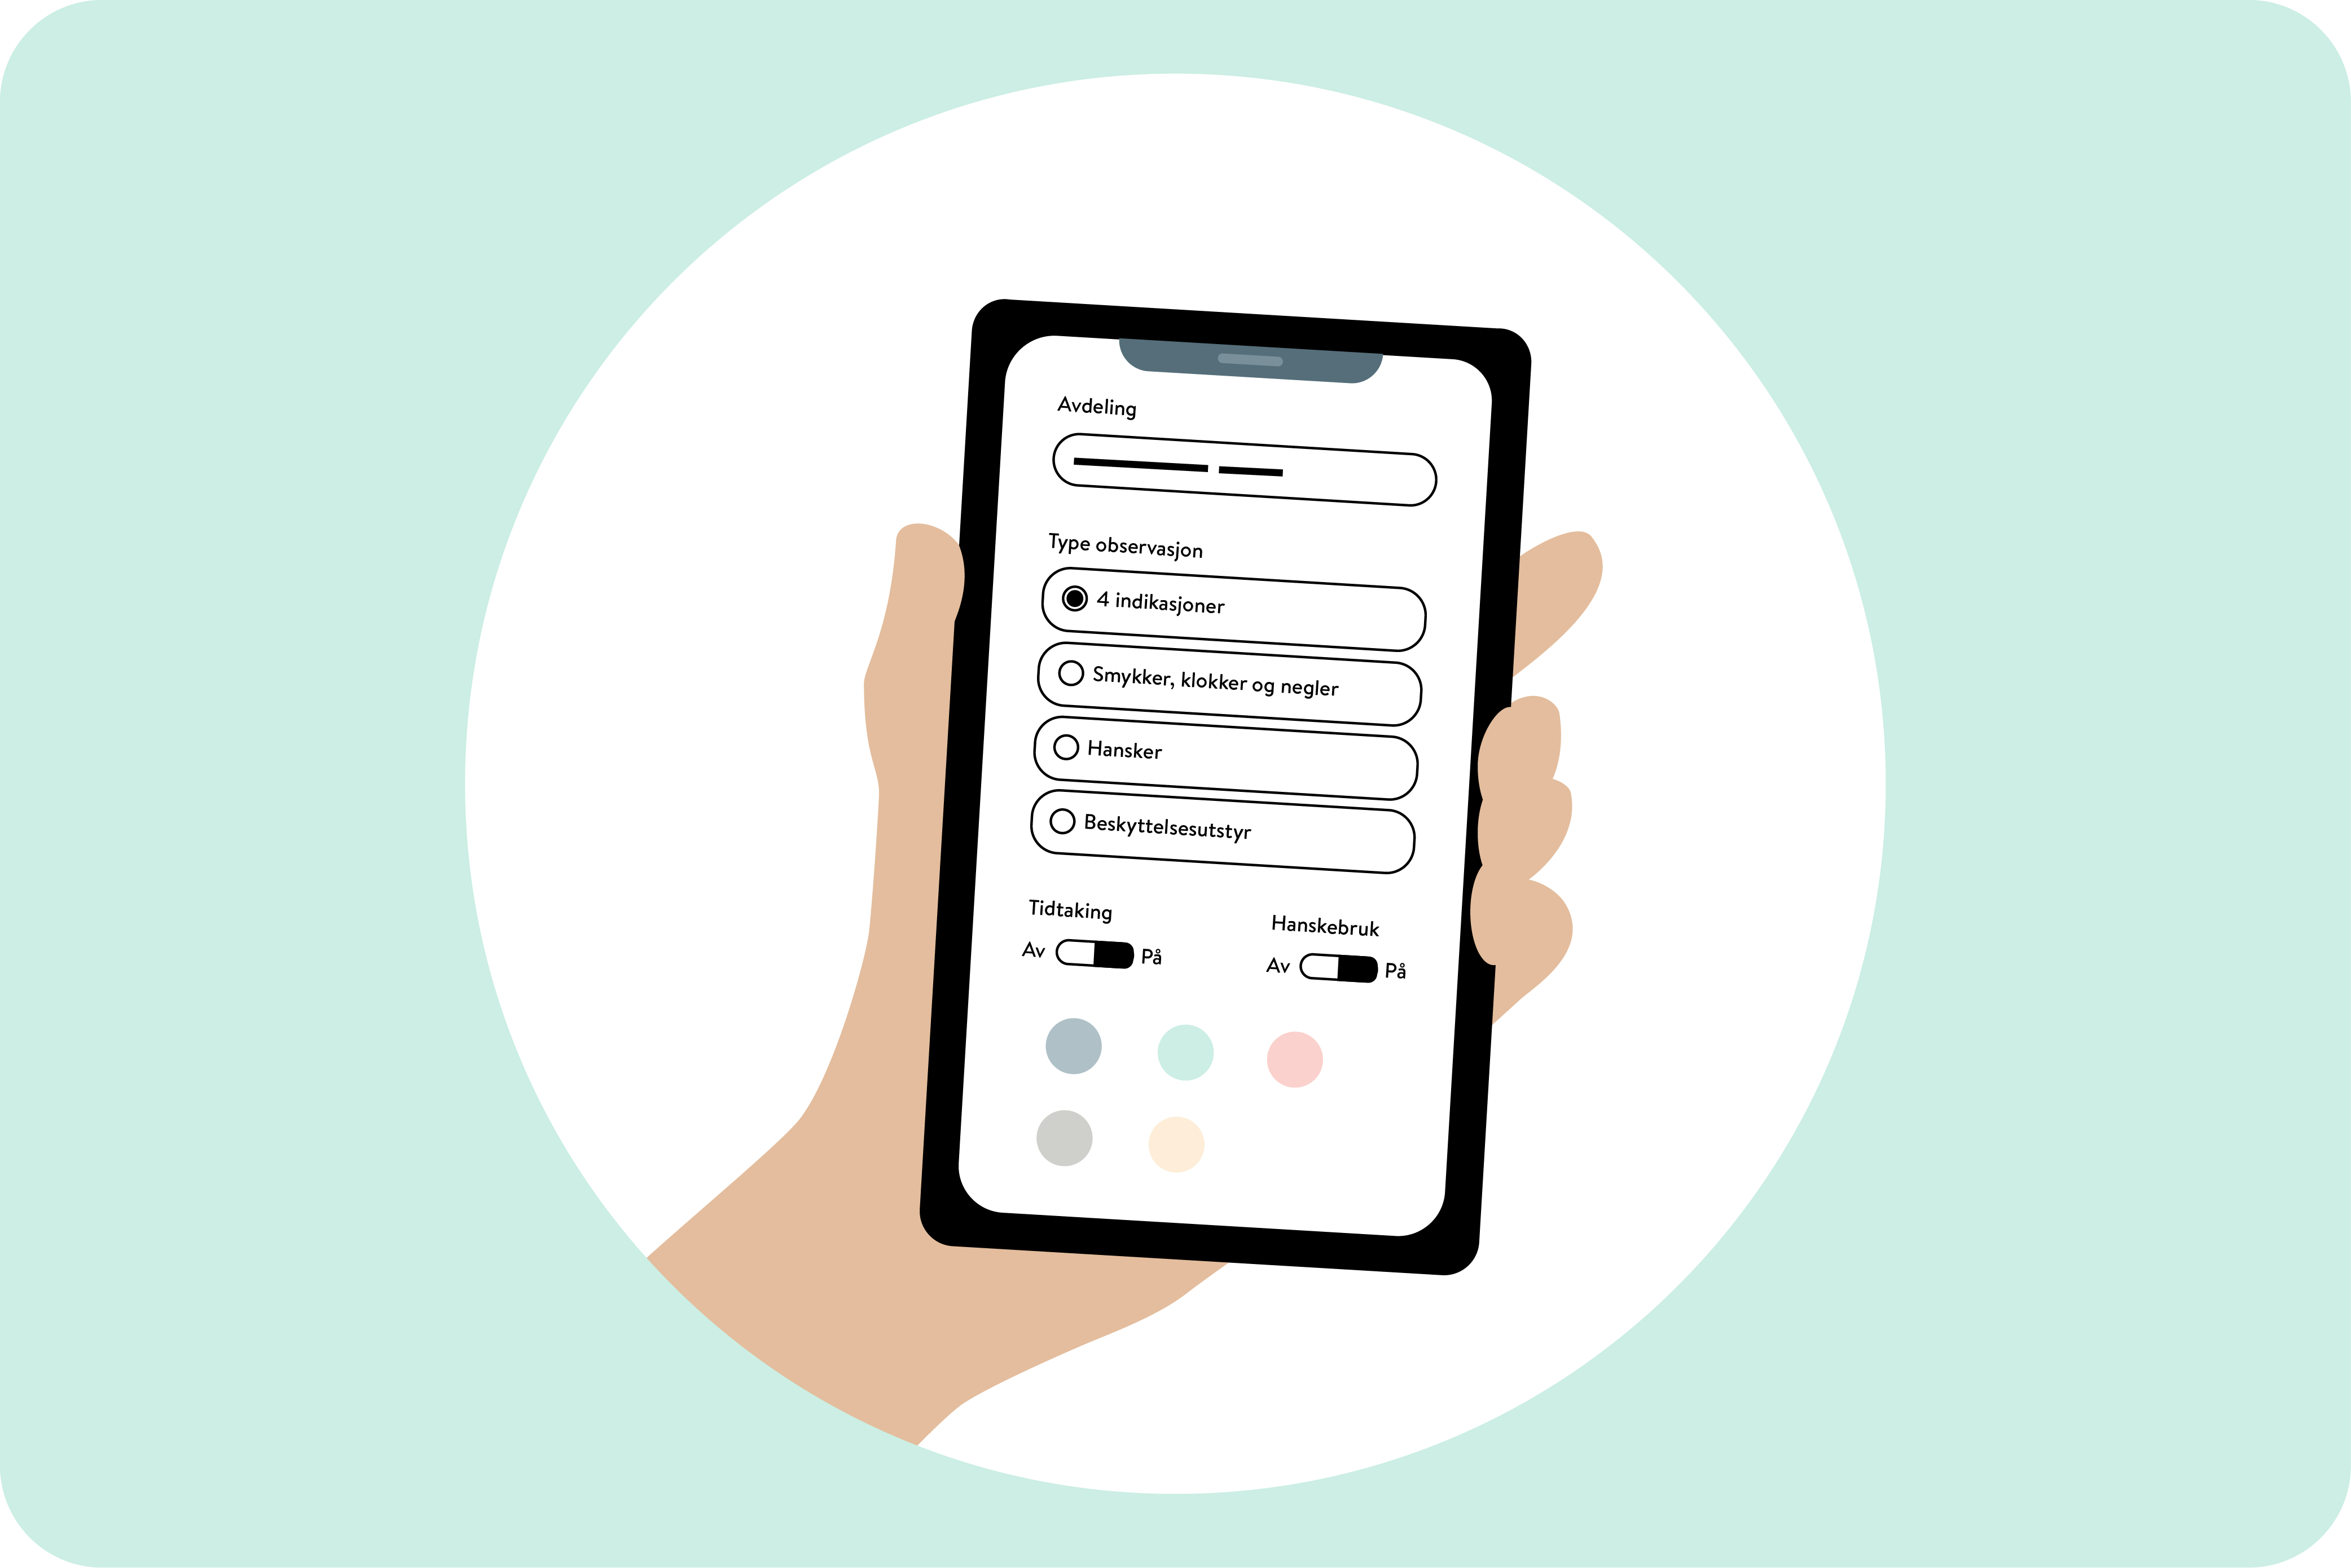 Avdeling
Type observasjon
4 indikasjoner
Smykker, klokker og negler
Hansker
Beskyttelsesutstyr
Tidtaking
Hanskebruk
Av På
Av På